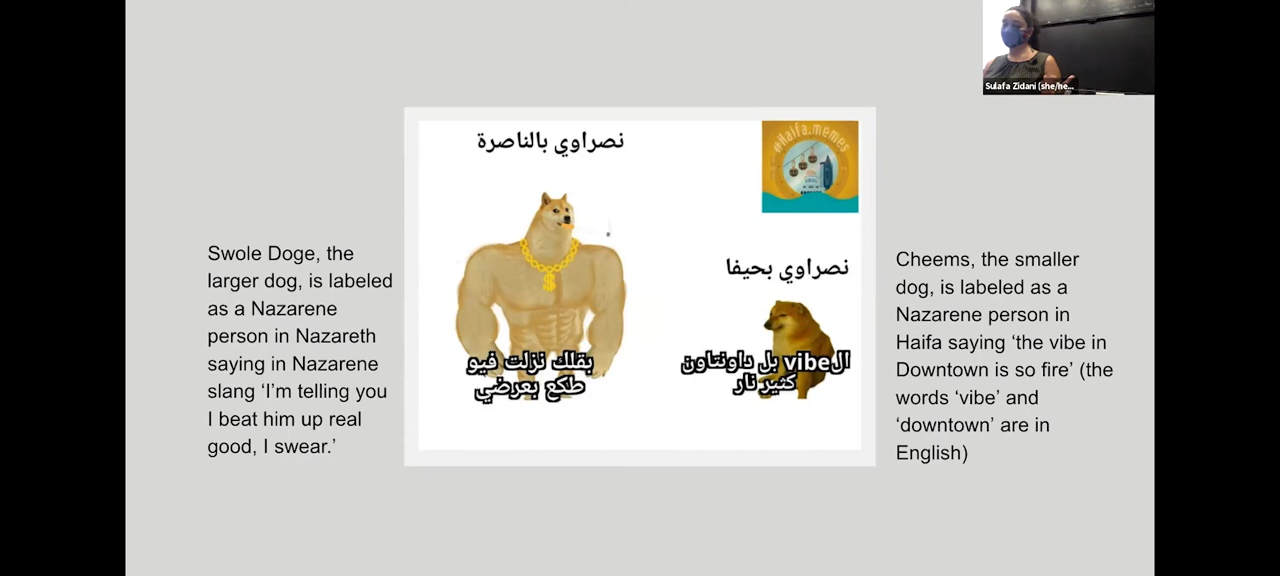 Sulafa Zidani (she/he...
نصراوي بالناصرة
#Haifa.memes
نصراوي بحيفا
بقلك نزلت فيو
طكع بعرضي
الvibe بل داونتاون
كتير نار
Swole Doge, the
larger dog, is labeled
as a Nazarene
person in Nazareth
saying in Nazarene
slang ‘I’m telling you
I beat him up real
good, I swear.’
Cheems, the smaller
dog, is labeled as a
Nazarene person in
Haifa saying ‘the vibe in
Downtown is so fire’ (the
words ‘vibe’ and
‘downtown’ are in
English)